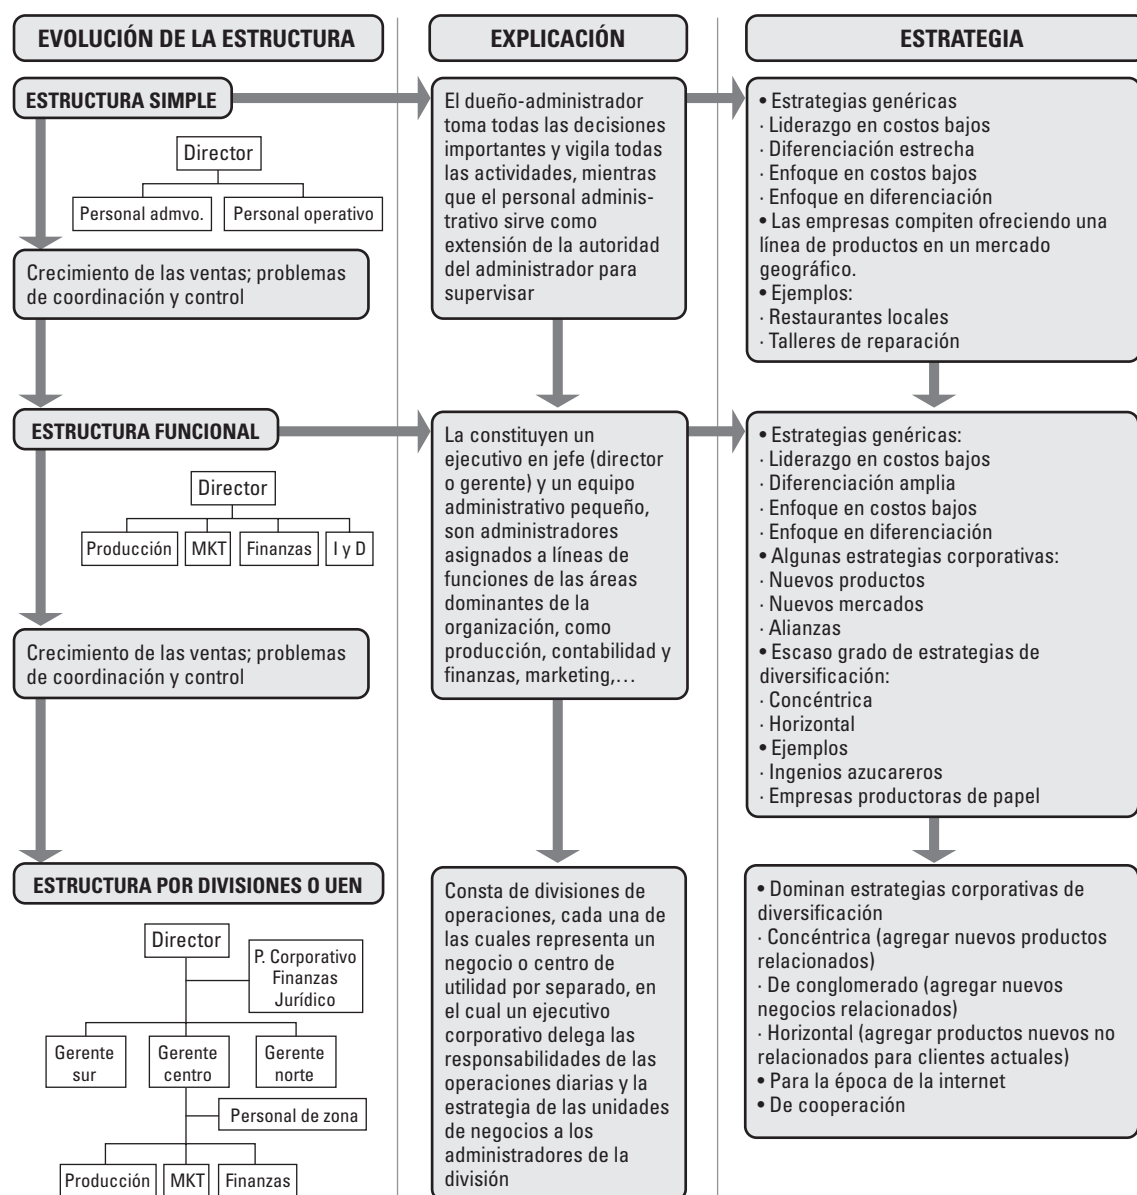 EVOLUCIÓN DE LA ESTRUCTURA
EXPLICACIÓN
ESTRATEGIA
ESTRUCTURA SIMPLE
Director
Personal admvo.
Personal operativo
Crecimiento de las ventas; problemas
de coordinación y control
El dueño-administrador
toma todas las decisiones
importantes y vigila todas
las actividades, mientras
que el personal adminis-
trativo sirve como
extensión de la autoridad
del administrador para
supervisar
• Estrategias genéricas
· Liderazgo en costos bajos
· Diferenciación estrecha
· Enfoque en costos bajos
· Enfoque en diferenciación
• Las empresas compiten ofreciendo una
línea de productos en un mercado
geográfico.
• Ejemplos:
· Restaurantes locales
· Talleres de reparación
ESTRUCTURA FUNCIONAL
Director
Producción
MKT
Finanzas
I y D
Crecimiento de las ventas; problemas
de coordinación y control
La constituyen un
ejecutivo en jefe (director
o gerente) y un equipo
administrativo pequeño,
son administradores
asignados a líneas de
funciones de las áreas
dominantes de la
organización, como
producción, contabilidad y
finanzas, marketing,…
• Estrategias genéricas:
· Liderazgo en costos bajos
· Diferenciación amplia
· Enfoque en costos bajos
· Enfoque en diferenciación
• Algunas estrategias corporativas:
· Nuevos productos
· Nuevos mercados
· Alianzas
• Escaso grado de estrategias de
diversificación:
· Concéntrica
· Horizontal
• Ejemplos
· Ingenios azucareros
· Empresas productoras de papel
ESTRUCTURA POR DIVISIONES O UEN
Director
P. Corporativo
Finanzas
Jurídico
Gerente
sur
Gerente
centro
Gerente
norte
Personal de zona
Producción
MKT
Finanzas
Consta de divisiones de
operaciones, cada una de
las cuales representa un
negocio o centro de
utilidad por separado, en
el cual un ejecutivo
corporativo delega las
responsabilidades de las
operaciones diarias y la
estrategia de las unidades
de negocios a los
administradores de la
división
• Dominan estrategias corporativas de
diversificación
· Concéntrica (agregar nuevos productos
relacionados)
· De conglomerado (agregar nuevos
negocios relacionados)
· Horizontal (agregar productos nuevos no
relacionados para clientes actuales)
• Para la época de la internet
• De cooperación